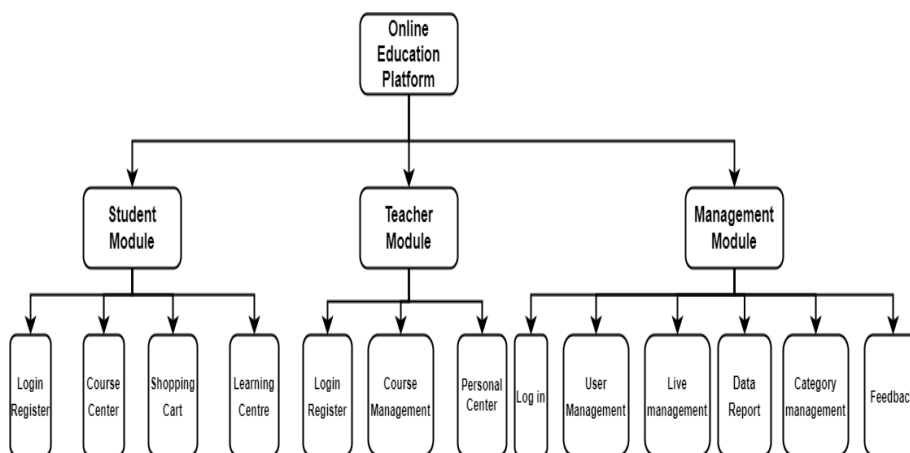 Online
Education
Platform
Student
Module
Teacher
Module
Management
Module
Login
Register
Course
Center
Shopping
Cart
Learning
Centre
Login
Register
Course
Management
Personal
Center
Log in
User
Management
Live
management
Data
Report
Category
management
Feedback